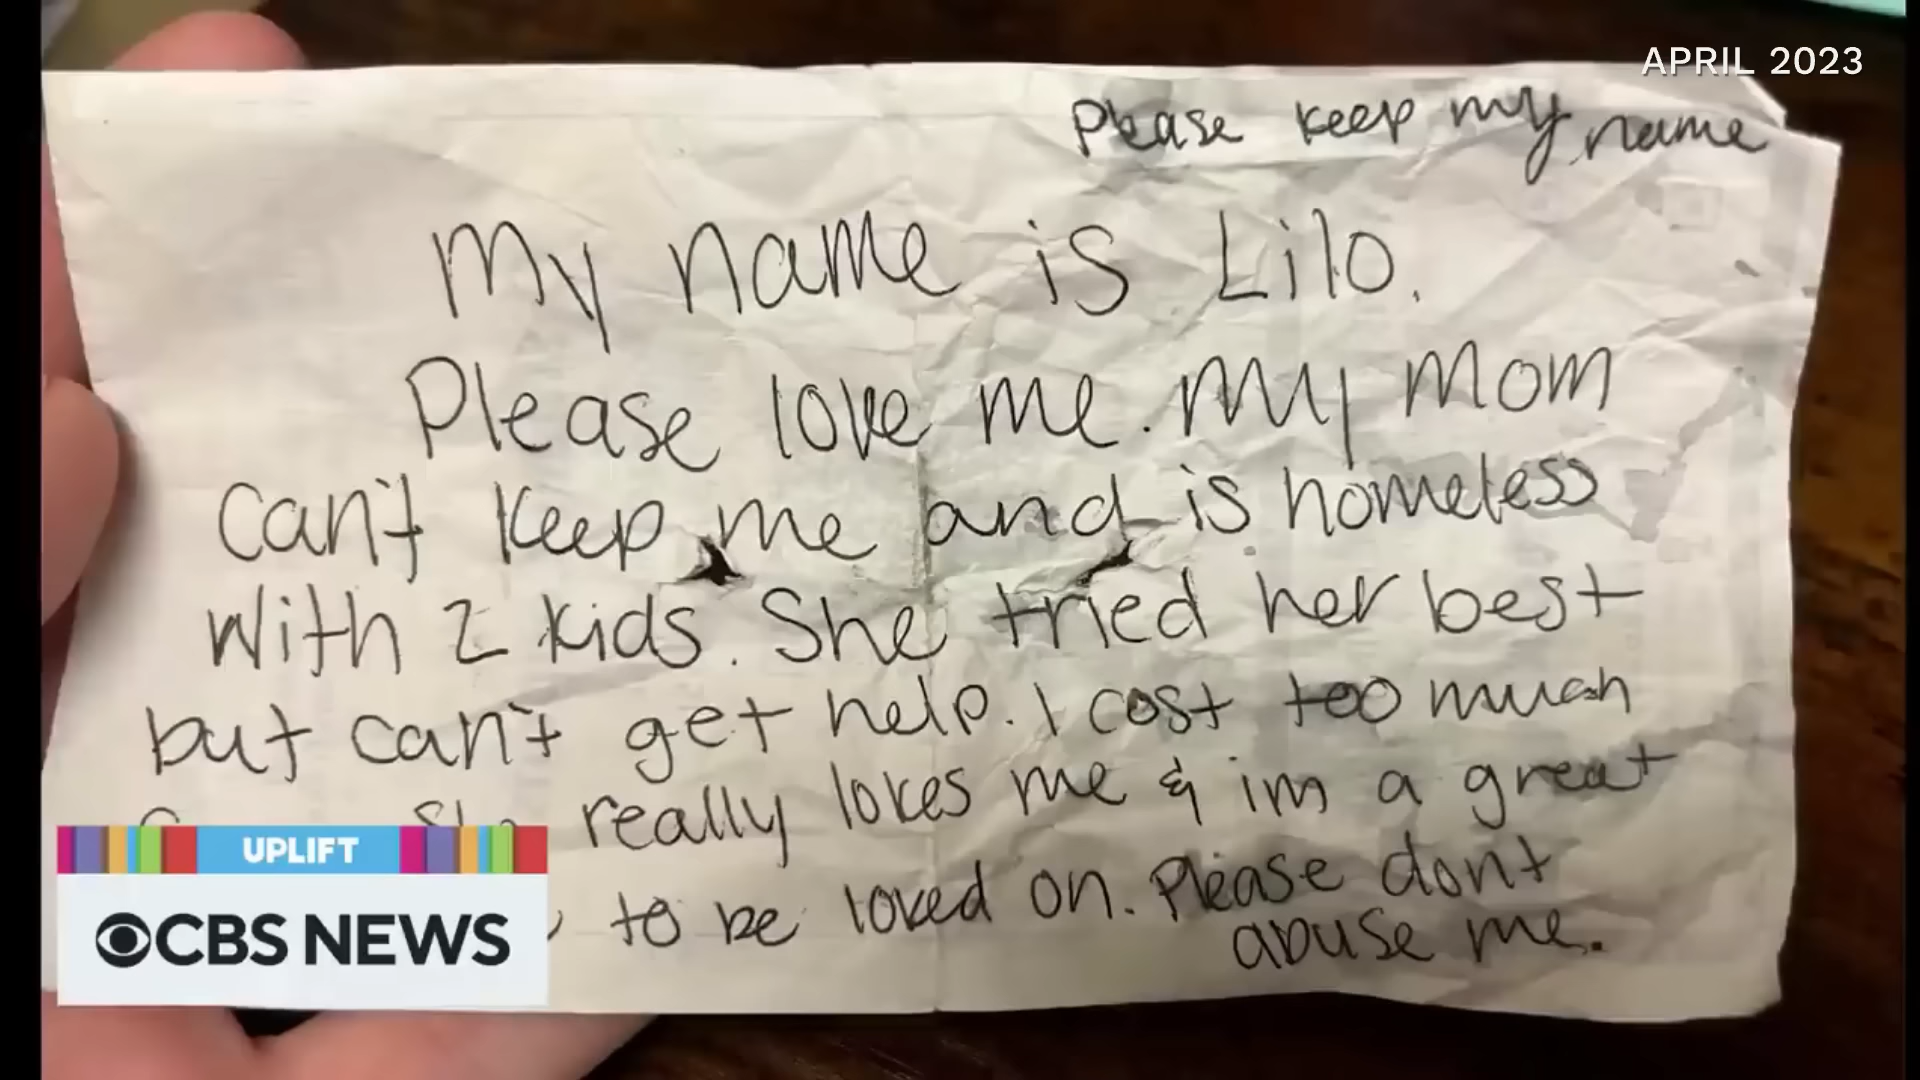 APRIL 2023
Please keep my name
My name is Lilo.
Please love me. My Mom
can't keep me and is homeless
with 2 kids. She tried her best
but can't get help. I cost too much
really loves me & im a great
to be loved on. Please dont
abuse me.
UPLIFT
CBS NEWS